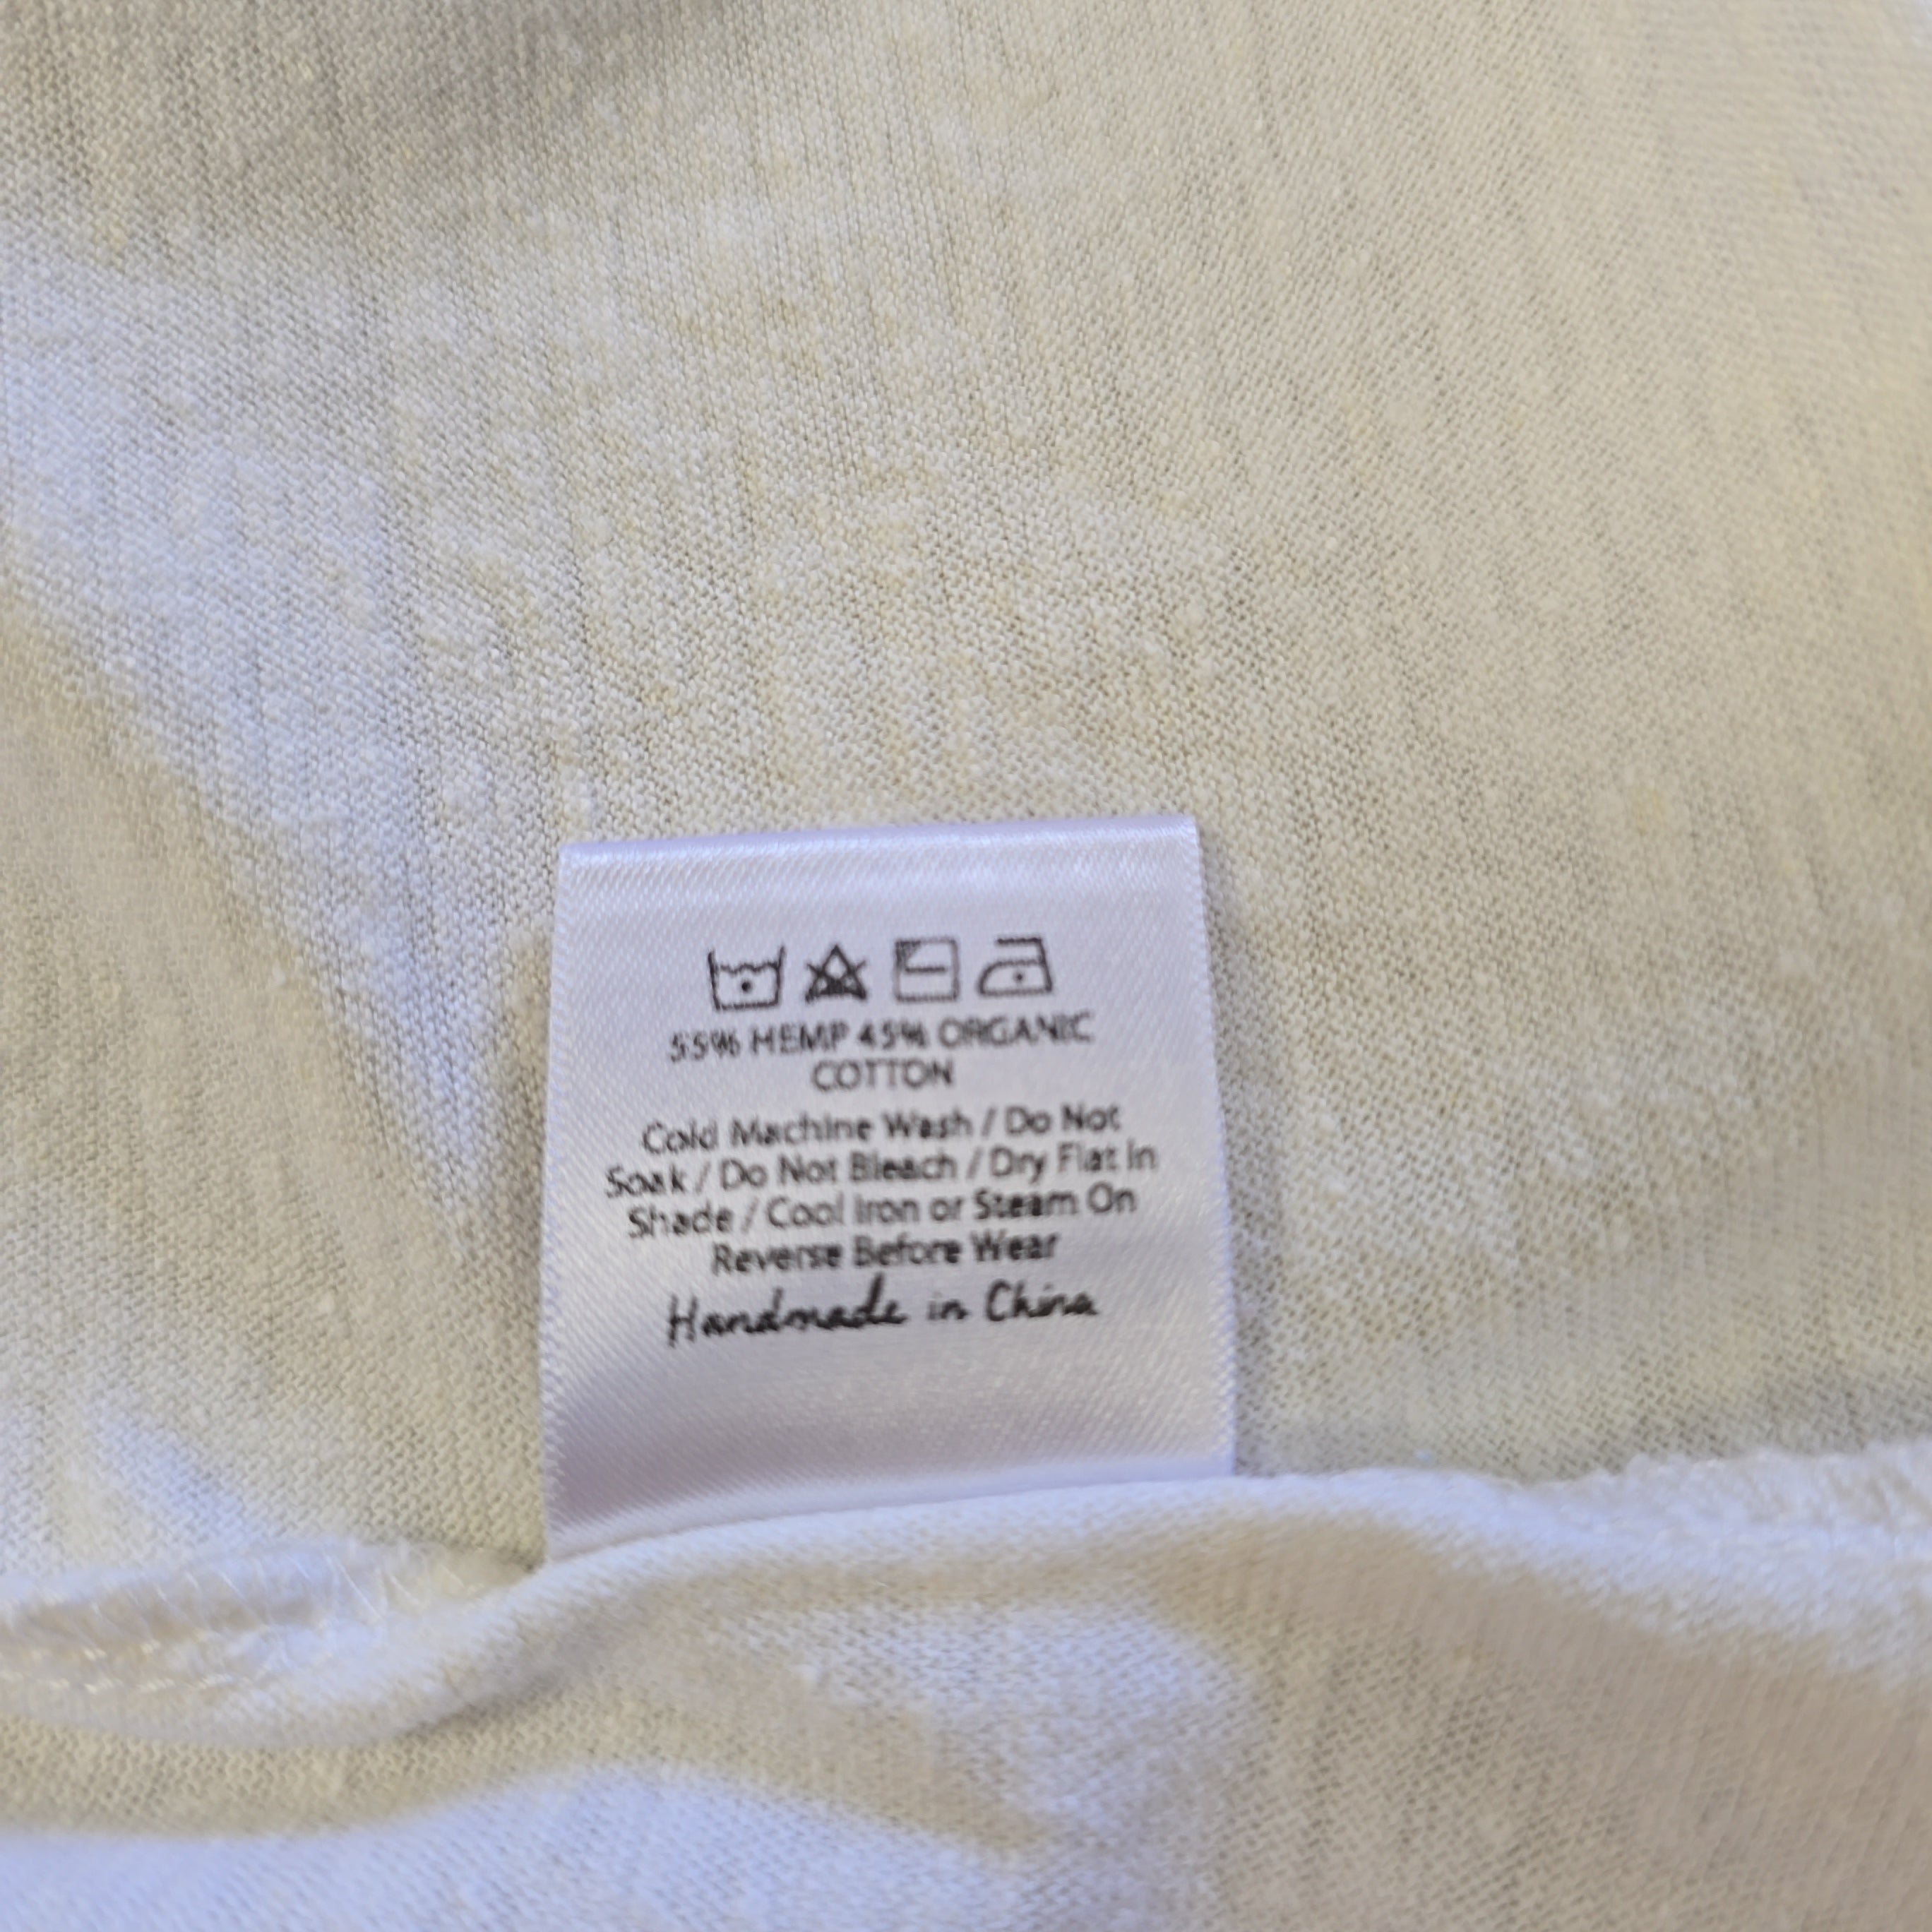 55% HEMP 45% ORGANIC
COTTON
Cold Machine Wash / Do Not
Soak / Do Not Bleach / Dry Flat in
Shade / Cool Iron or Steam On
Reverse Before Wear
Handmade in China